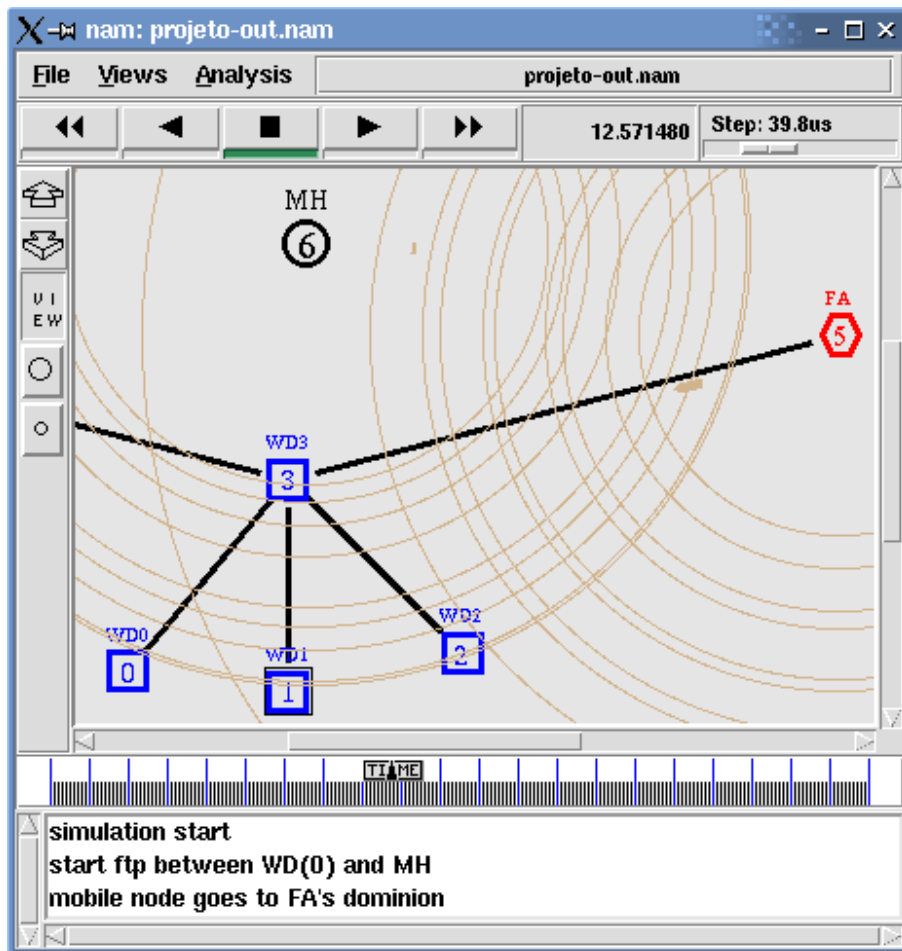 nam: projeto-out.nam
File Views Analysis projeto-out.nam
12.571480 Step: 39.8us
V I
E W
MH
6
FA
5
WD3
3
WD0
0
WD1
1
WD2
2
TIME
simulation start
start ftp between WD(0) and MH
mobile node goes to FA's dominion